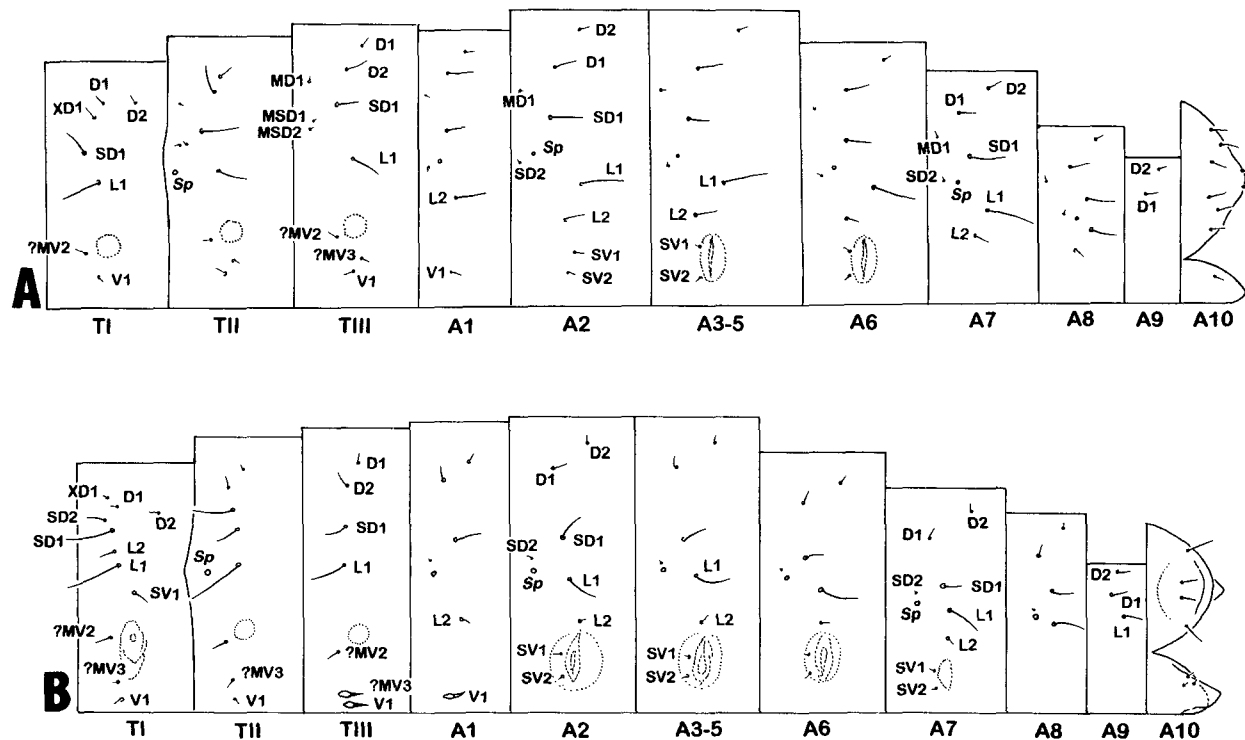 A
D1
XD1
D2
SD1
L1
?MV2
V1
Sp
D1
D2
MD1
SD1
MSD1
MSD2
L1
?MV2
?MV3
V1
L2
V1
D2
D1
MD1
SD1
Sp
SD2
L1
L2
SV1
SV2
L1
L2
SV1
SV2
D1
D2
MD1
SD1
SD2
Sp
L1
L2
D2
D1
TI TII TIII A1 A2 A3-5 A6 A7 A8 A9 A10
B
XD1
D1
SD2
D2
SD1
L2
L1
SV1
?MV2
?MV3
V1
Sp
?MV3
V1
D1
D2
SD1
L1
?MV2
?MV3
V1
L2
V1
D2
D1
SD2
SD1
Sp
L1
L2
SV1
SV2
L1
L2
SV1
SV2
D1
D2
SD2
SD1
Sp
L1
L2
SV1
SV2
D2
D1
L1
TI TII TIII A1 A2 A3-5 A6 A7 A8 A9 A10